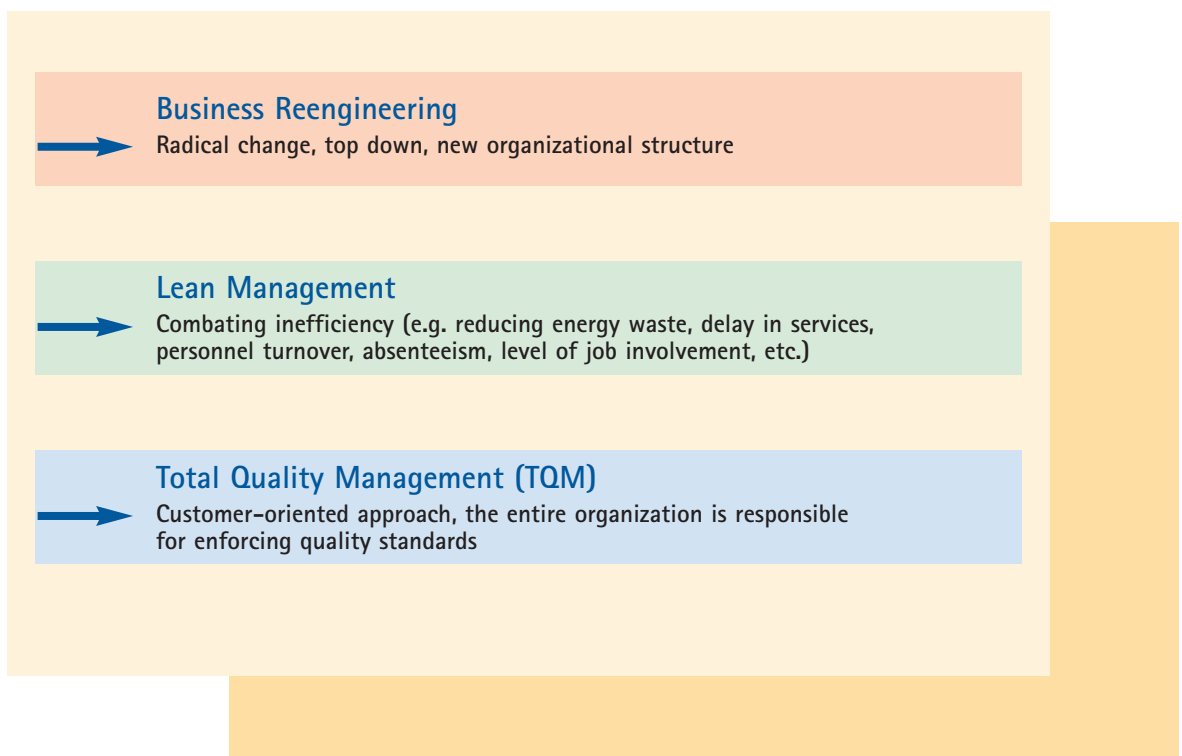 Business Reengineering
Radical change, top down, new organizational structure
Lean Management
Combating inefficiency (e.g. reducing energy waste, delay in services,
personnel turnover, absenteeism, level of job involvement, etc.)
Total Quality Management (TQM)
Customer-oriented approach, the entire organization is responsible
for enforcing quality standards